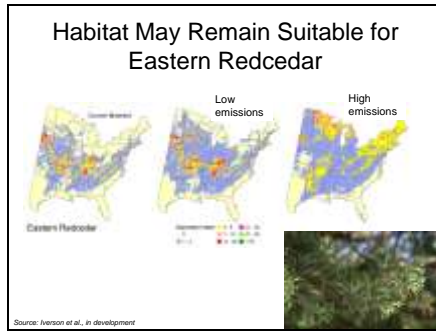 Habitat May Remain Suitable for
Eastern Redcedar
Low
emissions
High
emissions
Eastern Redcedar
Source: Iverson et al., in development